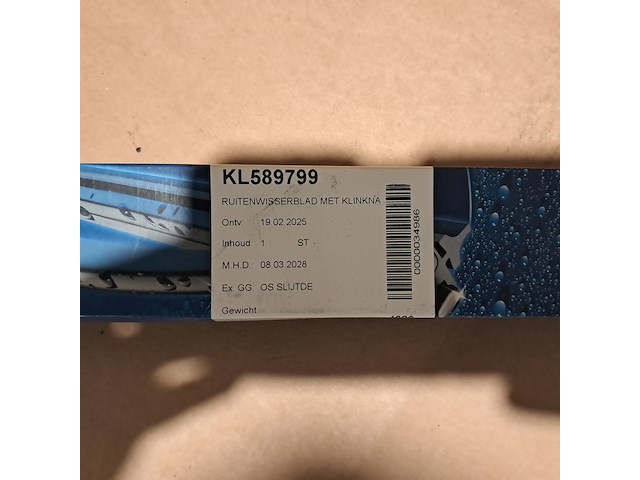 KL589799
RUITENWISSERBLAD MET KLINKNA
Ontv. 19.02.2025
Inhoud: 1 ST
M.H.D.: 08.03.2028
Ex. GG: OS SLIJTDE
Gewicht
0000034986